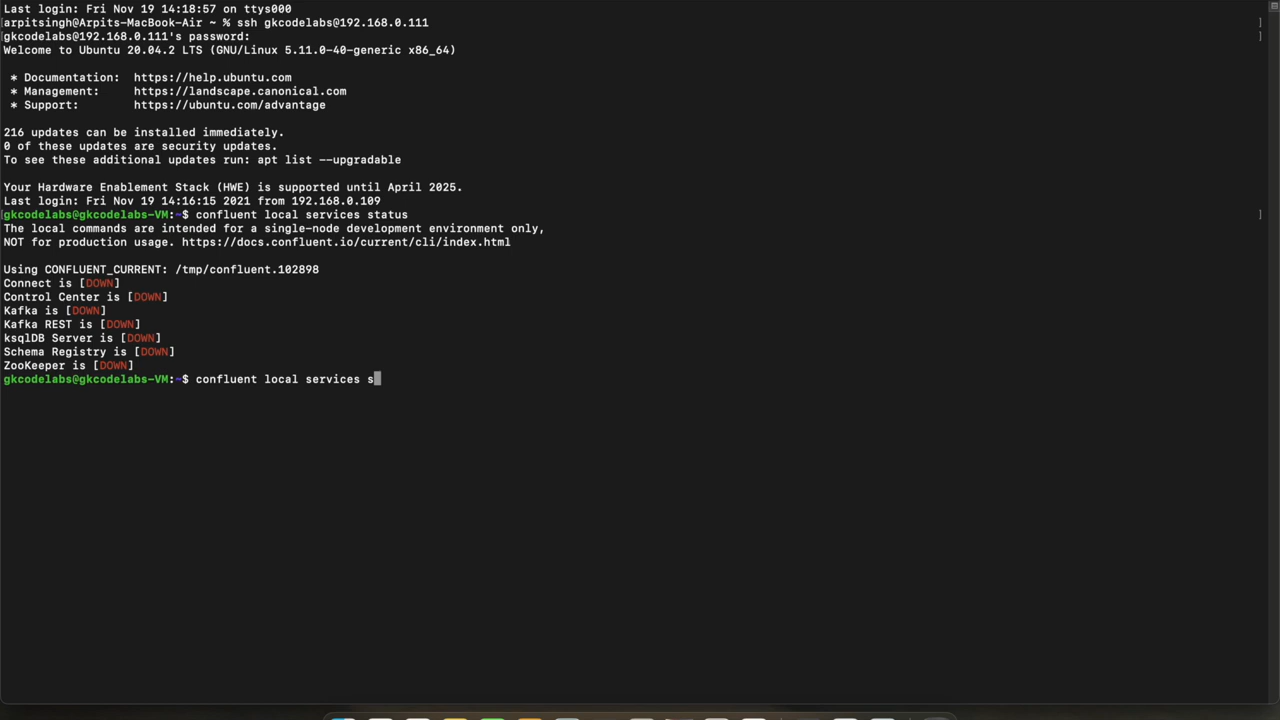 Last login: Fri Nov 19 14:18:57 on ttys000
[arpitsingh@Arpits-MacBook-Air ~ % ssh gkcodelabs@192.168.0.111 ]
[gkcodelabs@192.168.0.111's password: ]
Welcome to Ubuntu 20.04.2 LTS (GNU/Linux 5.11.0-40-generic x86_64)
* Documentation: https://help.ubuntu.com
* Management: https://landscape.canonical.com
* Support: https://ubuntu.com/advantage
216 updates can be installed immediately.
0 of these updates are security updates.
To see these additional updates run: apt list --upgradable
Your Hardware Enablement Stack (HWE) is supported until April 2025.
Last login: Fri Nov 19 14:16:15 2021 from 192.168.0.109
[gkcodelabs@gkcodelabs-VM:~$ confluent local services status ]
The local commands are intended for a single-node development environment only,
NOT for production usage. https://docs.confluent.io/current/cli/index.html
Using CONFLUENT_CURRENT: /tmp/confluent.102898
Connect is [DOWN]
Control Center is [DOWN]
Kafka is [DOWN]
Kafka REST is [DOWN]
ksqlDB Server is [DOWN]
Schema Registry is [DOWN]
ZooKeeper is [DOWN]
gkcodelabs@gkcodelabs-VM:~$ confluent local services s